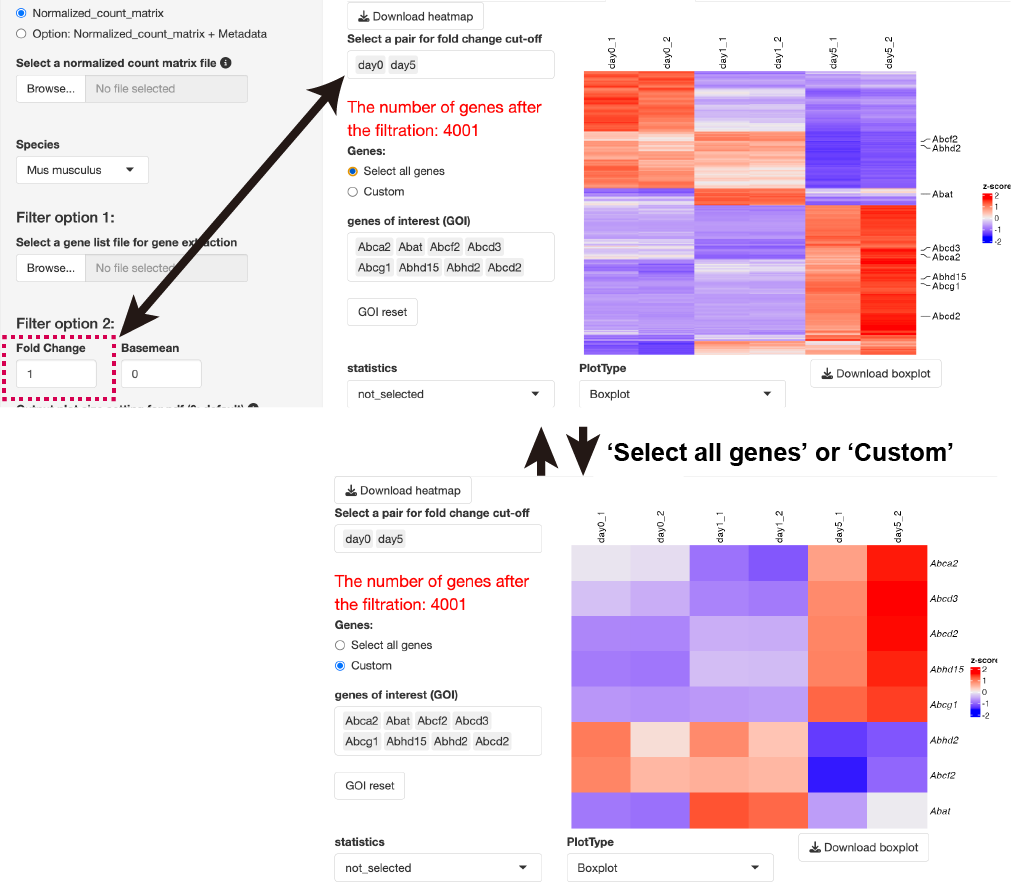 Normalized_count_matrix
Option: Normalized_count_matrix + Metadata
Select a normalized count matrix file
Browse... No file selected
Species
Mus musculus
Filter option 1:
Select a gene list file for gene extraction
Browse... No file selected
Filter option 2:
Fold Change Basemean
1 0
Download heatmap
Select a pair for fold change cut-off
day0 day5
The number of genes after
the filtration: 4001
Genes:
Select all genes
Custom
genes of interest (GOI)
Abca2 Abat Abcf2 Abcd3
Abcg1 Abhd15 Abhd2 Abcd2
GOI reset
statistics
not_selected
PlotType
Boxplot
Download boxplot
day0_1 day0_2 day1_1 day1_2 day5_1 day5_2
Abcf2
Abhd2
Abat
Abcd3
Abca2
Abhd15
Abcg1
Abcd2
z-score
2
1
0
-1
-2
‘Select all genes’ or ‘Custom’
Download heatmap
Select a pair for fold change cut-off
day0 day5
The number of genes after
the filtration: 4001
Genes:
Select all genes
Custom
genes of interest (GOI)
Abca2 Abat Abcf2 Abcd3
Abcg1 Abhd15 Abhd2 Abcd2
GOI reset
statistics
not_selected
PlotType
Boxplot
Download boxplot
day0_1 day0_2 day1_1 day1_2 day5_1 day5_2
Abca2
Abcd3
Abcd2
Abhd15
Abcg1
Abhd2
Abcf2
Abat
z-score
2
1
0
-1
-2